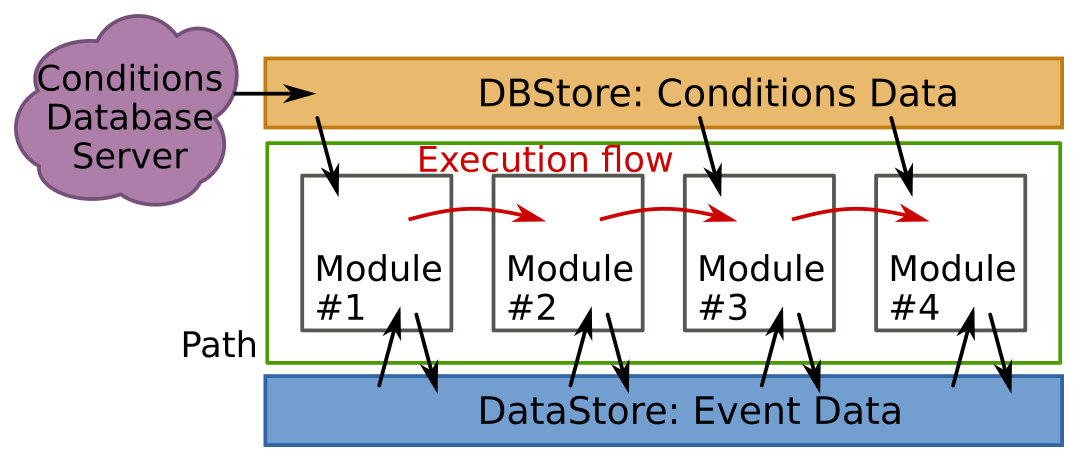 Conditions
Database
Server
DBStore: Conditions Data
Execution flow
Module
#1
Module
#2
Module
#3
Module
#4
Path
DataStore: Event Data